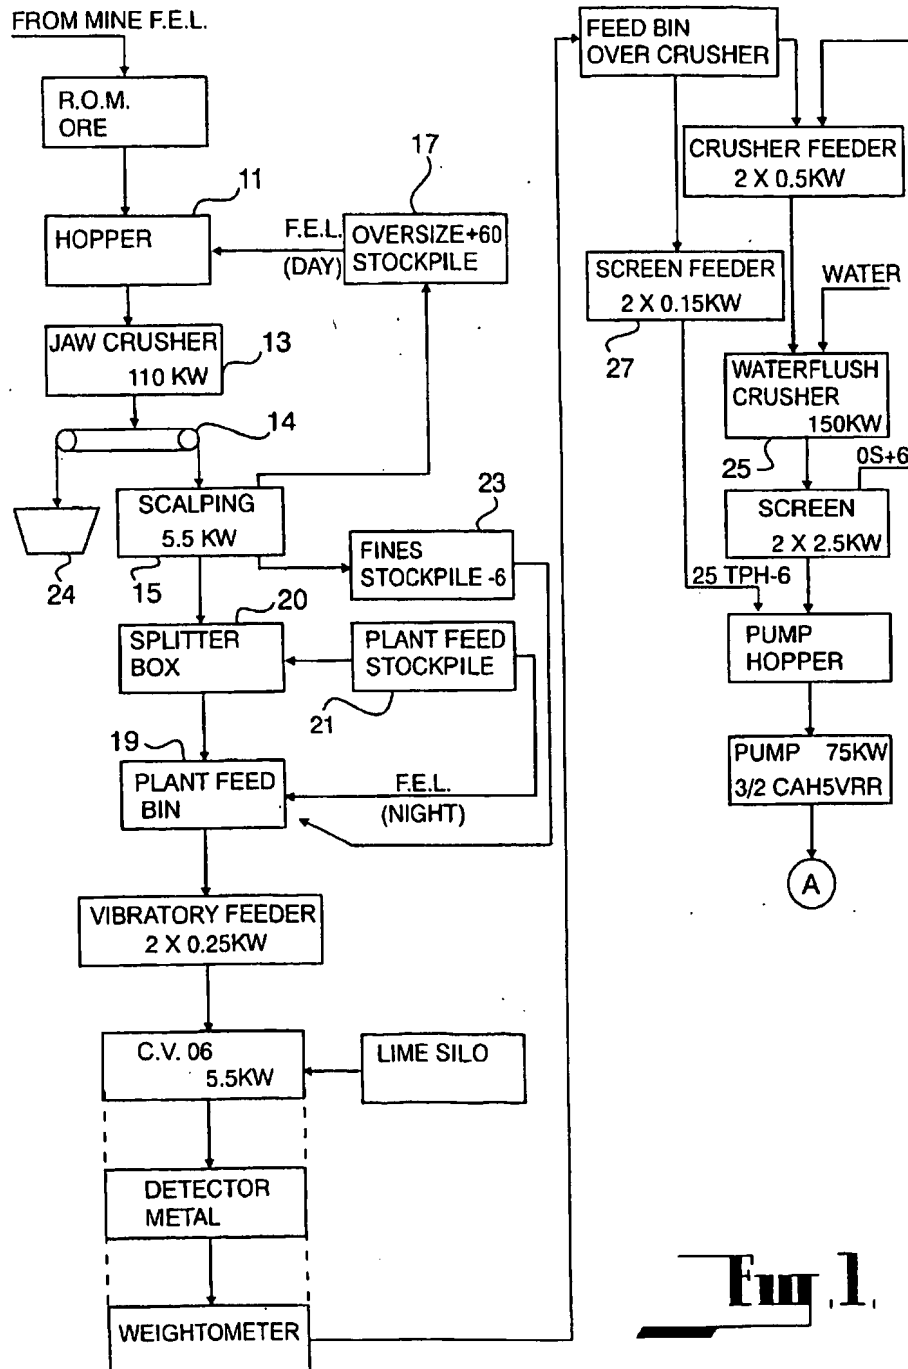 FROM MINE F.E.L.
R.O.M.
ORE
11
HOPPER
F.E.L.
(DAY)
17
OVERSIZE+60
STOCKPILE
JAW CRUSHER
110 KW
13
14
24
SCALPING
5.5 KW
15
23
FINES
STOCKPILE -6
20
SPLITTER
BOX
PLANT FEED
STOCKPILE
21
19
PLANT FEED
BIN
F.E.L.
(NIGHT)
VIBRATORY FEEDER
2 X 0.25KW
C.V. 06
5.5KW
LIME SILO
DETECTOR
METAL
WEIGHTOMETER
FEED BIN
OVER CRUSHER
CRUSHER FEEDER
2 X 0.5KW
SCREEN FEEDER
2 X 0.15KW
27
WATER
WATERFLUSH
CRUSHER
150KW
25
OS+6
SCREEN
2 X 2.5KW
25 TPH-6
PUMP
HOPPER
PUMP 75KW
3/2 CAH5VRR
A
Fig. 1.